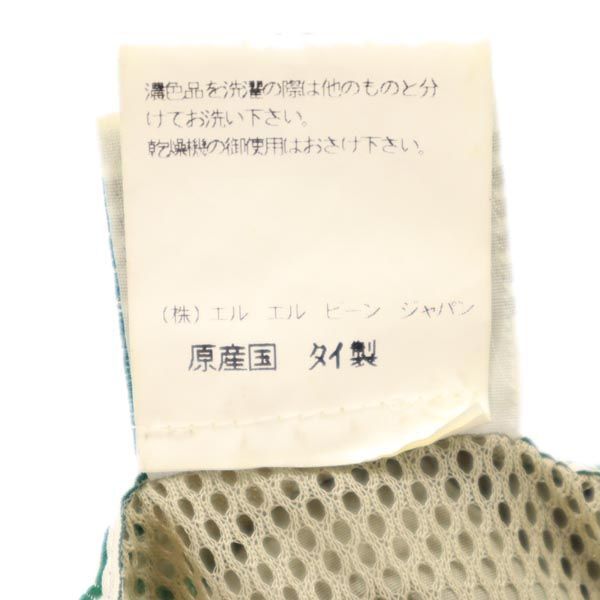 濃色品を洗濯の際は他のものと分
けてお洗い下さい。
乾燥機の御使用はおさけ下さい。
(株) エル エル ビーン ジャパン
原産国 タイ製